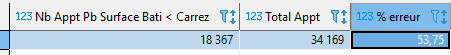 123 Nb Appt Pb Surface Bati < Carrez 123 Total Appt 123 % erreur
18 367 34 169 53,75